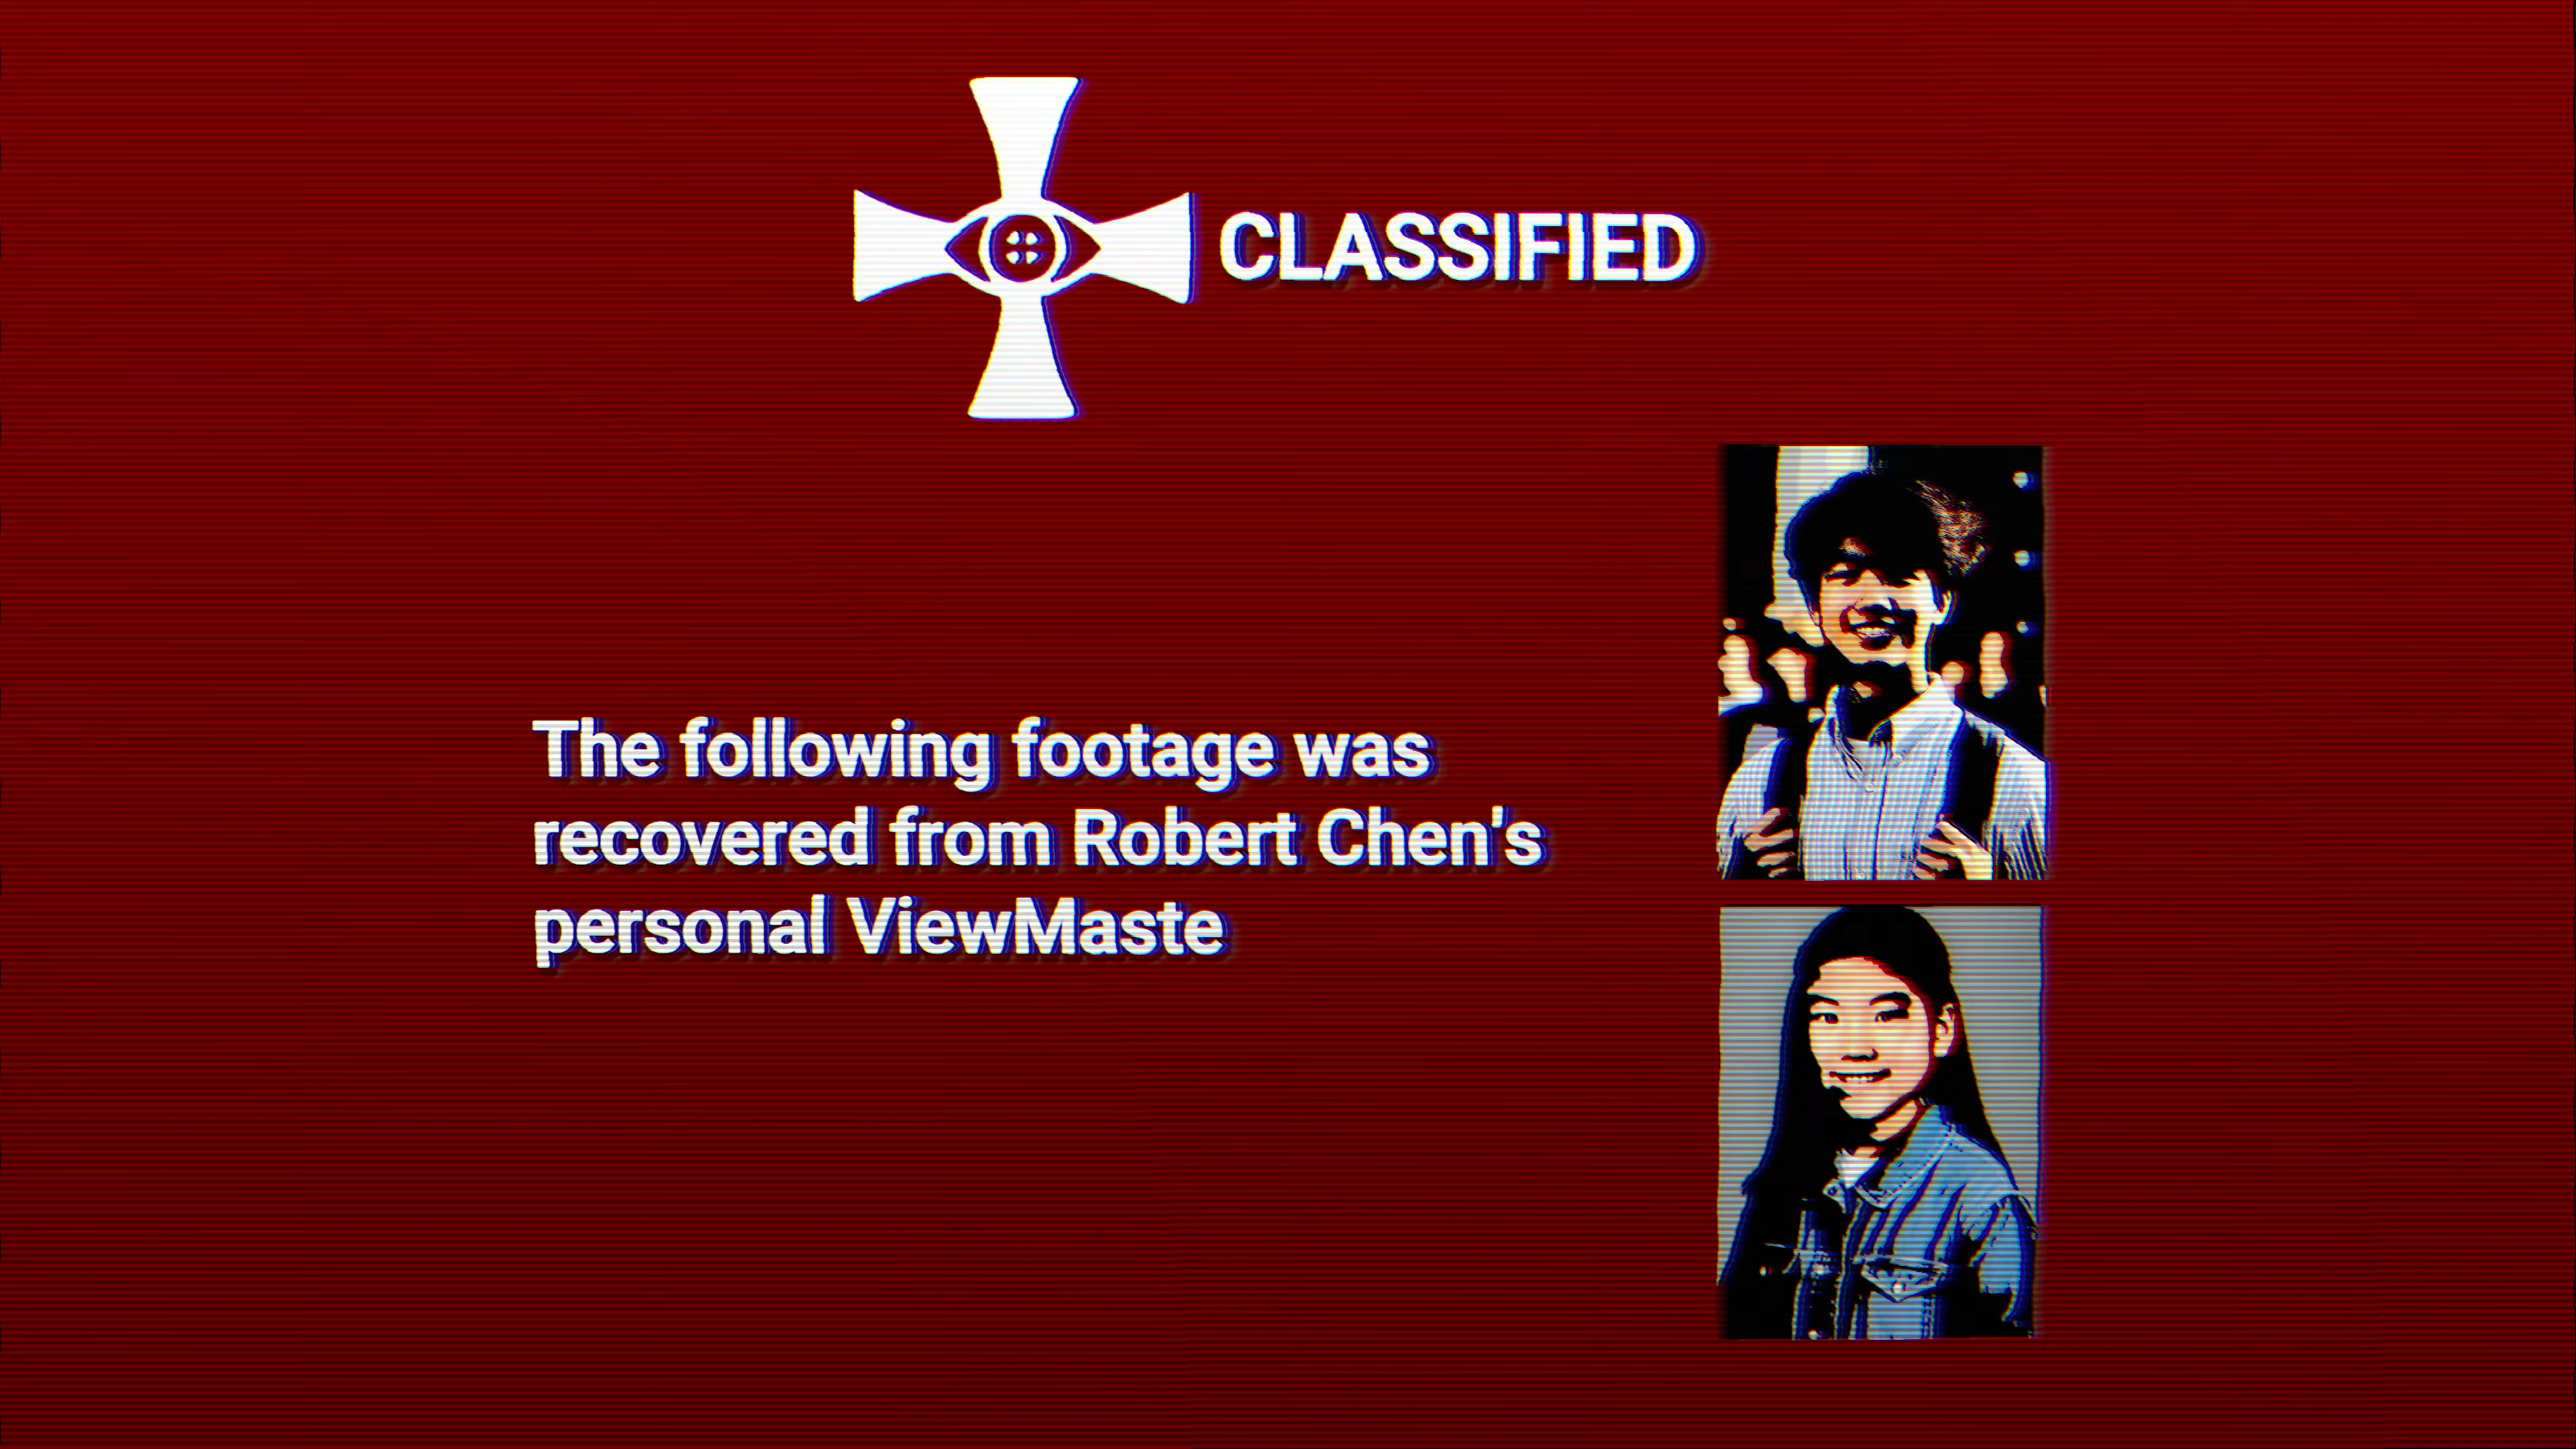 CLASSIFIED
The following footage was
recovered from Robert Chen's
personal ViewMaste